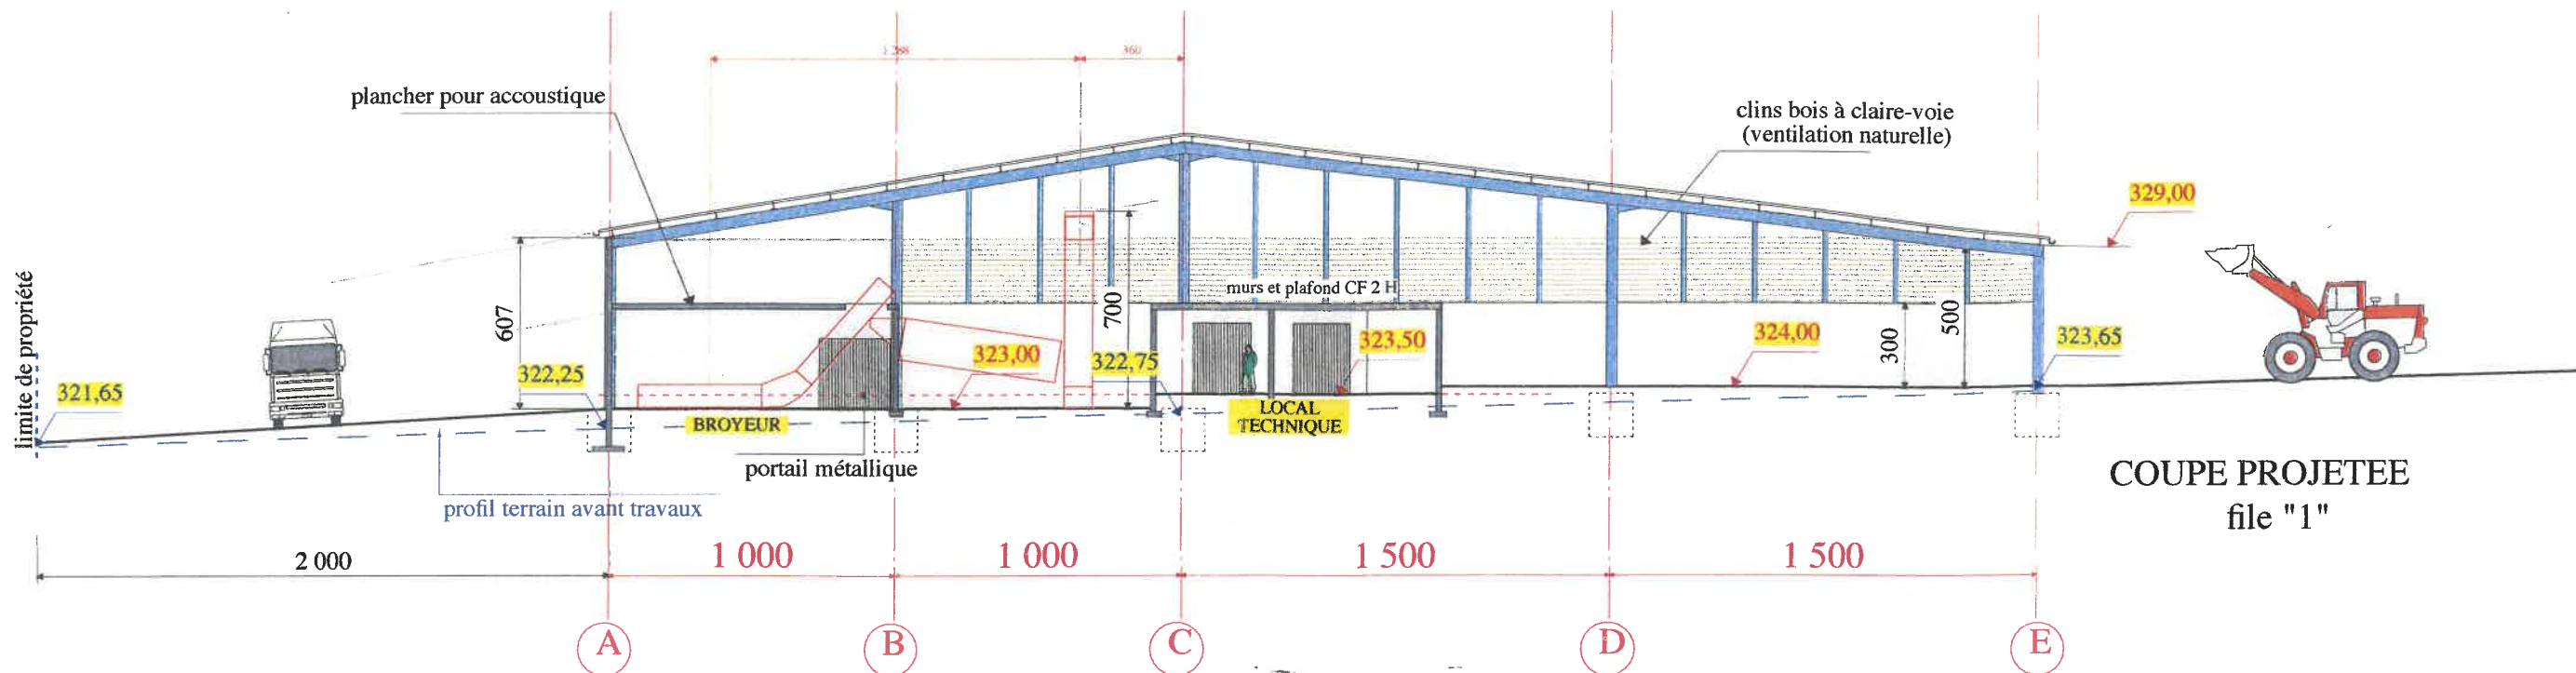 1 288
360
plancher pour accoustique
clins bois à claire-voie
(ventilation naturelle)
329,00
murs et plafond CF 2 H
limite de propriété
607
700
300
500
321,65
322,25
323,00
322,75
323,50
324,00
323,65
BROYEUR
LOCAL
TECHNIQUE
portail métallique
profil terrain avant travaux
COUPE PROJETEE
file "1"
2 000
1 000
1 000
1 500
1 500
A
B
C
D
E